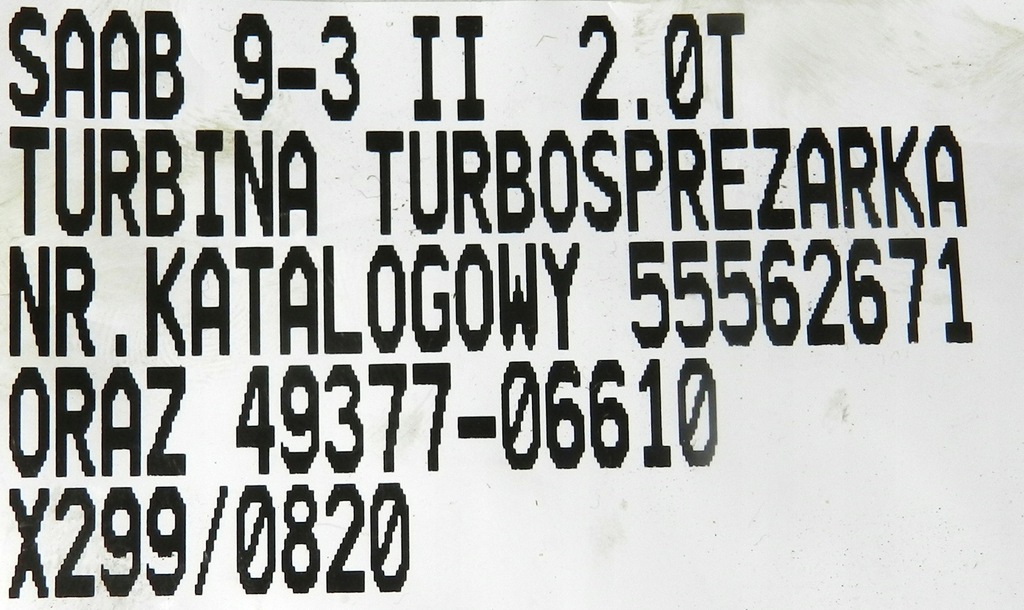 SAAB 9-3 II 2.0T
TURBINA TURBOSPREZARKA
NR.KATALOGOWY 55562671
ORAZ 49377-06610
X299/0820